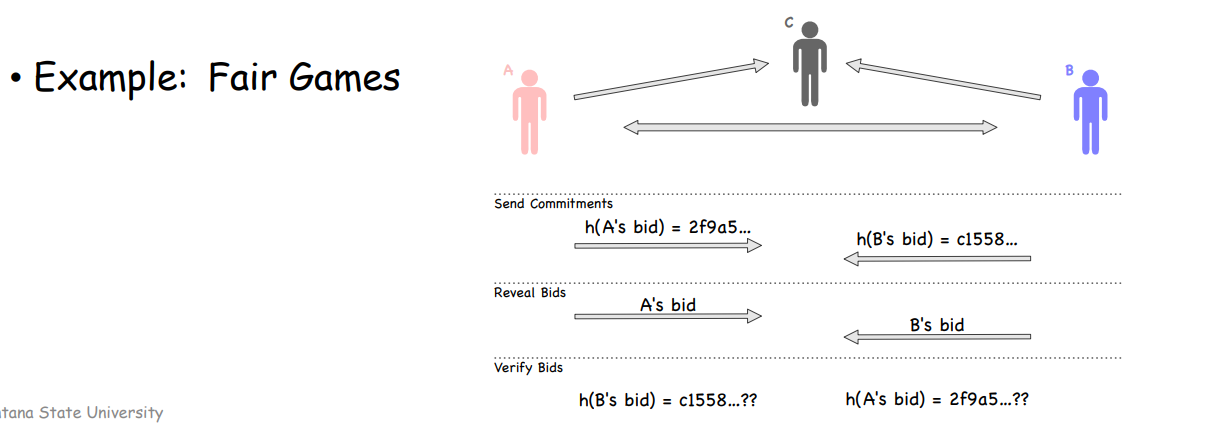 • Example: Fair Games
C
A
B
Send Commitments
h(A's bid) = 2f9a5...
h(B's bid) = c1558...
Reveal Bids
A's bid
B's bid
Verify Bids
h(B's bid) = c1558...??
h(A's bid) = 2f9a5...??
ntana State University